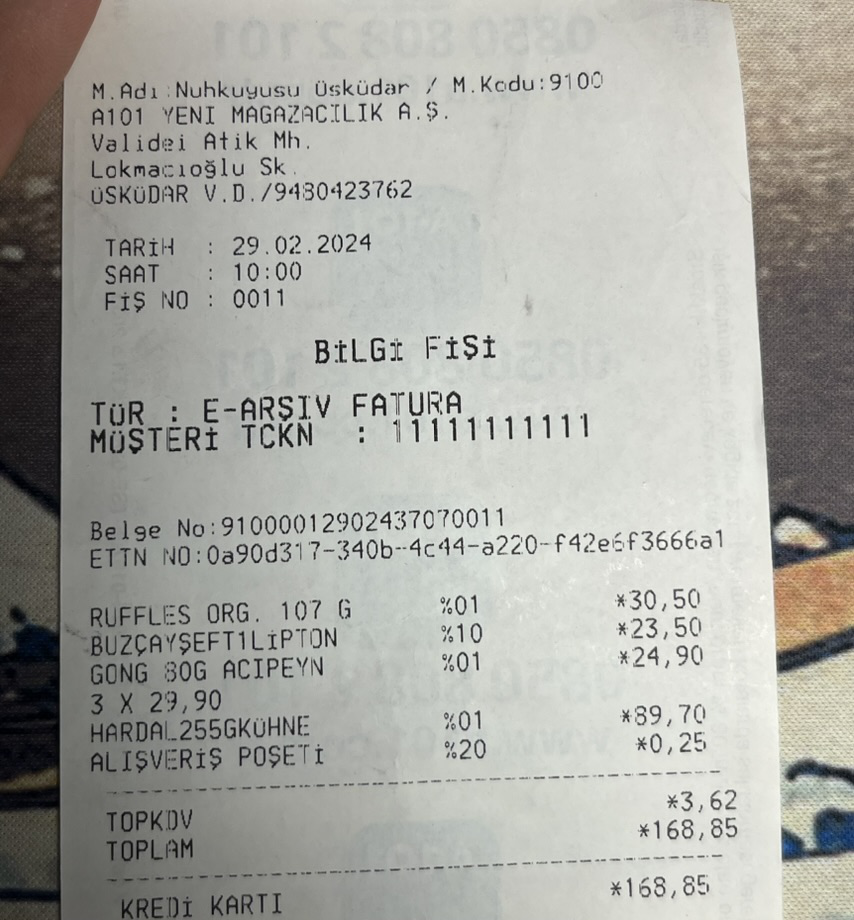 M.Adı :Nuhkuyusu Üsküdar / M.Kodu:9100
A101 YENİ MAGAZACILIK A.Ş.
Validei Atik Mh.
Lokmacıoğlu Sk.
ÜSKÜDAR V.D./9480423762
TARİH : 29.02.2024
SAAT : 10:00
FİŞ NO : 0011
BİLGİ FİŞİ
TÜR : E-ARŞIV FATURA
MÜŞTERİ TCKN : 11111111111
Belge No:91000012902437070011
ETTN NO:0a90d317-340b-4c44-a220-f42e6f3666a1
RUFFLES ORG. 107 G %01 *30,50
BUZÇAYŞEFT1LİPTON %10 *23,50
GONG 80G ACIPEYN %01 *24,90
3 X 29,90
HARDAL255GKÜHNE %01 *89,70
ALIŞVERİŞ POŞETİ %20 *0,25
TOPKDV *3,62
TOPLAM *168,85
KREDİ KARTI *168,85